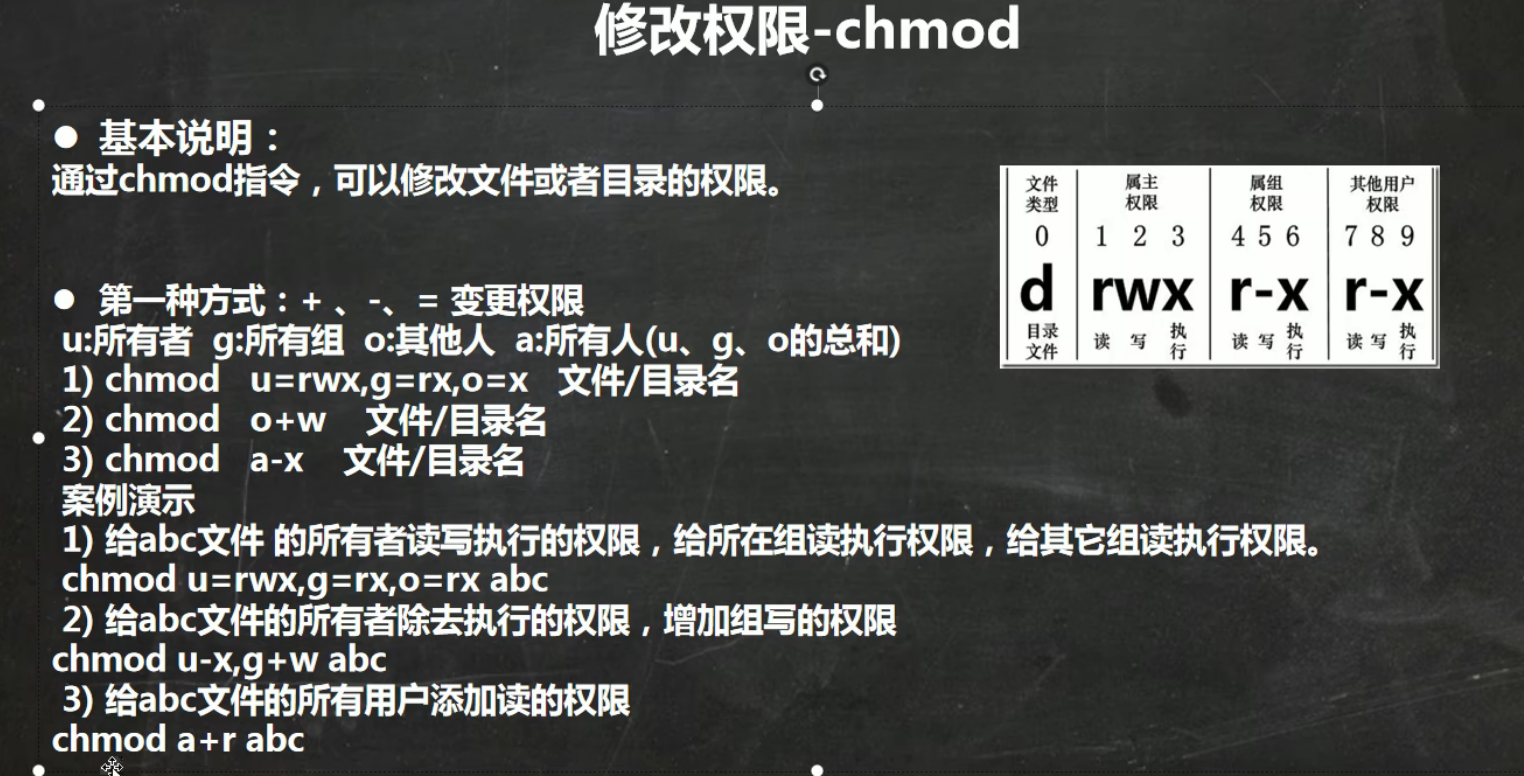 修改权限-chmod
● 基本说明：
通过chmod指令，可以修改文件或者目录的权限。
● 第一种方式：+ 、-、= 变更权限
u:所有者 g:所有组 o:其他人 a:所有人(u、g、o的总和)
1) chmod u=rwx,g=rx,o=x 文件/目录名
2) chmod o+w 文件/目录名
3) chmod a-x 文件/目录名
案例演示
1) 给abc文件 的所有者读写执行的权限，给所在组读执行权限，给其它组读执行权限。
chmod u=rwx,g=rx,o=rx abc
2) 给abc文件的所有者除去执行的权限，增加组写的权限
chmod u-x,g+w abc
3) 给abc文件的所有用户添加读的权限
chmod a+r abc
文件 属主 属组 其他用户
类型 权限 权限 权限
0 1 2 3 4 5 6 7 8 9
d rwx r-x r-x
目录 读 写 执 读 写 执 读 写 执
文件 行 行 行